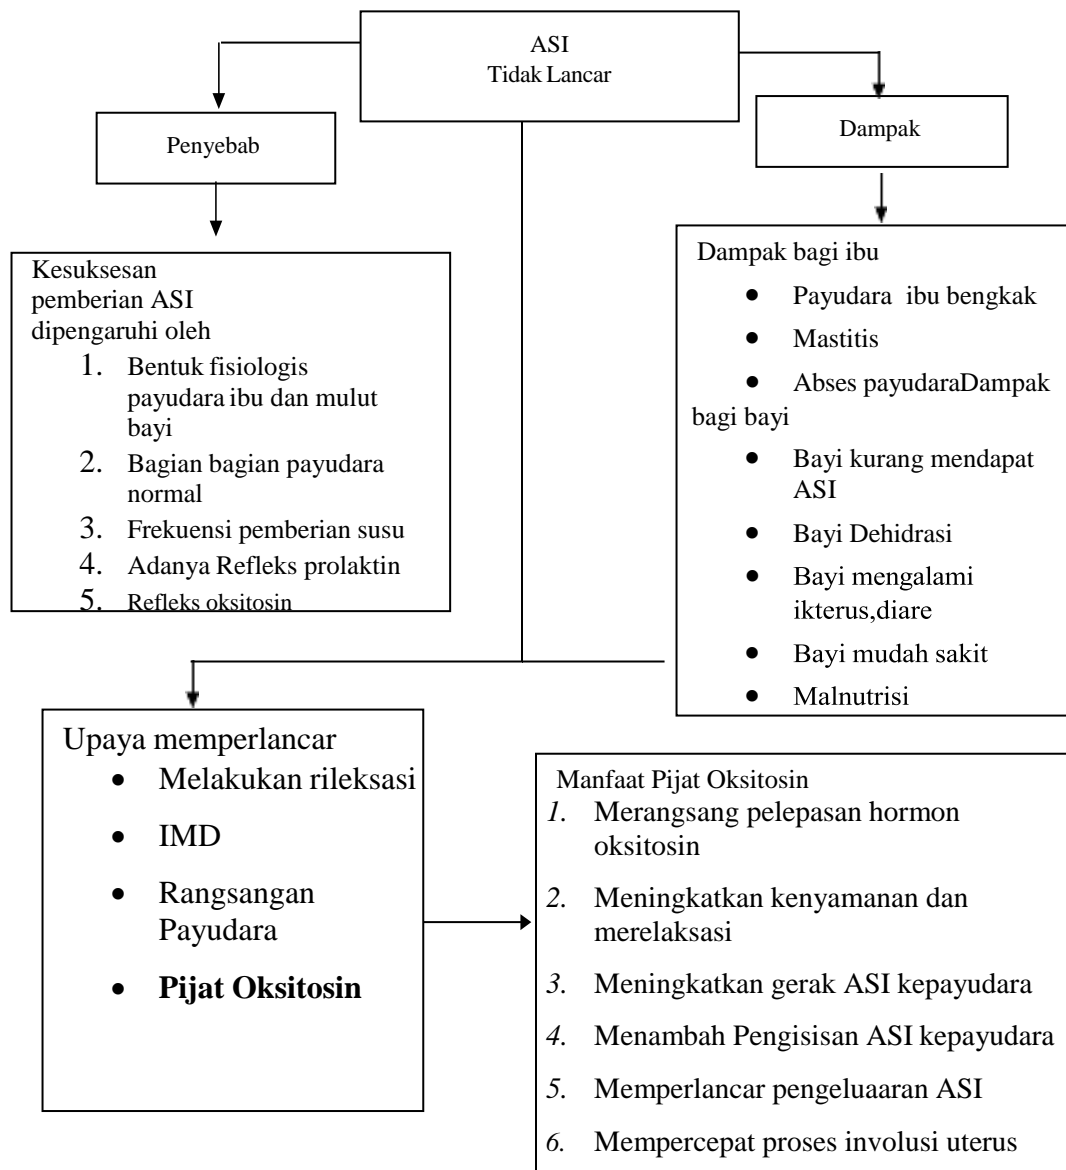 ASI
Tidak Lancar
Penyebab
Dampak
Kesuksesan
pemberian ASI
dipengaruhi oleh
1. Bentuk fisiologis
payudara ibu dan mulut
bayi
2. Bagian bagian payudara
normal
3. Frekuensi pemberian susu
4. Adanya Refleks prolaktin
5. Refleks oksitosin
Dampak bagi ibu
• Payudara ibu bengkak
• Mastitis
• Abses payudaraDampak
bagi bayi
• Bayi kurang mendapat
ASI
• Bayi Dehidrasi
• Bayi mengalami
ikterus,diare
• Bayi mudah sakit
• Malnutrisi
Upaya memperlancar
• Melakukan rileksasi
• IMD
• Rangsangan
Payudara
• Pijat Oksitosin
Manfaat Pijat Oksitosin
1. Merangsang pelepasan hormon
oksitosin
2. Meningkatkan kenyamanan dan
merelaksasi
3. Meningkatkan gerak ASI kepayudara
4. Menambah Pengisisan ASI kepayudara
5. Memperlancar pengeluaaran ASI
6. Mempercepat proses involusi uterus